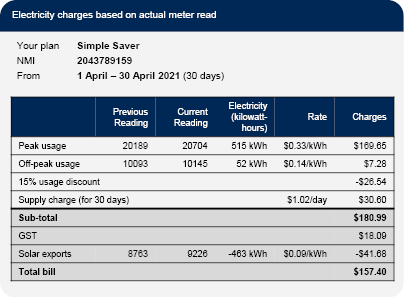 Electricity charges based on actual meter read
Your plan Simple Saver
NMI 2043789159
From 1 April – 30 April 2021 (30 days)
Previous Reading Current Reading Electricity (kilowatt-hours) Rate Charges
Peak usage 20189 20704 515 kWh $0.33/kWh $169.65
Off-peak usage 10093 10145 52 kWh $0.14/kWh $7.28
15% usage discount -$26.54
Supply charge (for 30 days) $1.02/day $30.60
Sub-total $180.99
GST $18.09
Solar exports 8763 9226 -463 kWh $0.09/kWh -$41.68
Total bill $157.40